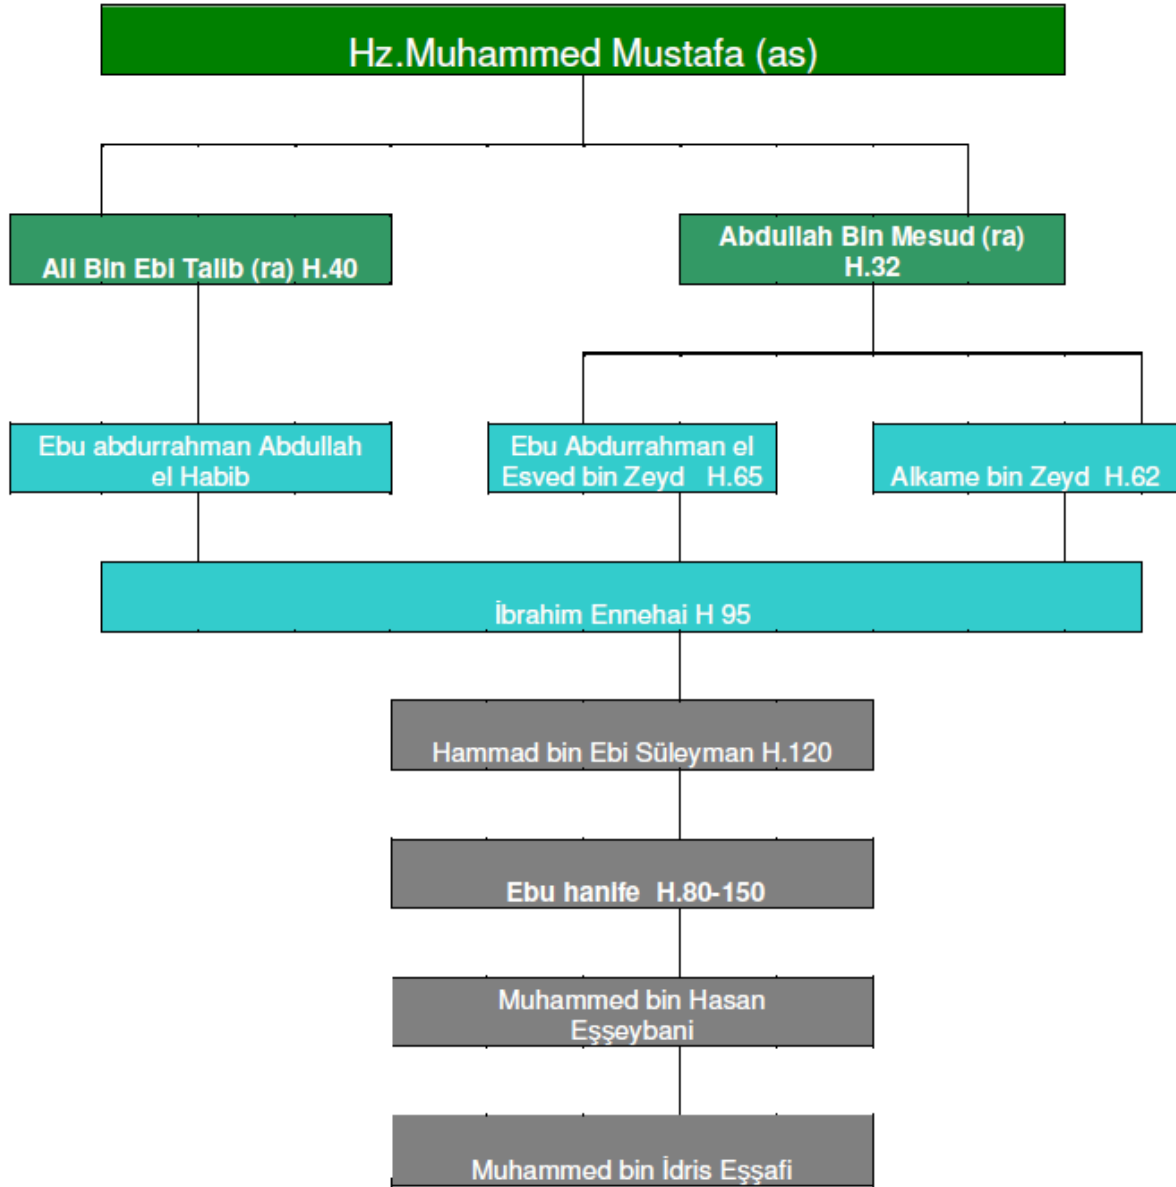 Hz.Muhammed Mustafa (as)
Ali Bin Ebi Talib (ra) H.40
Abdullah Bin Mesud (ra)
H.32
Ebu abdurrahman Abdullah
el Habib
Ebu Abdurrahman el
Esved bin Zeyd H.65
Alkame bin Zeyd H.62
İbrahim Ennehai H 95
Hammad bin Ebi Süleyman H.120
Ebu hanife H.80-150
Muhammed bin Hasan
Eşşeybani
Muhammed bin İdris Eşşafi